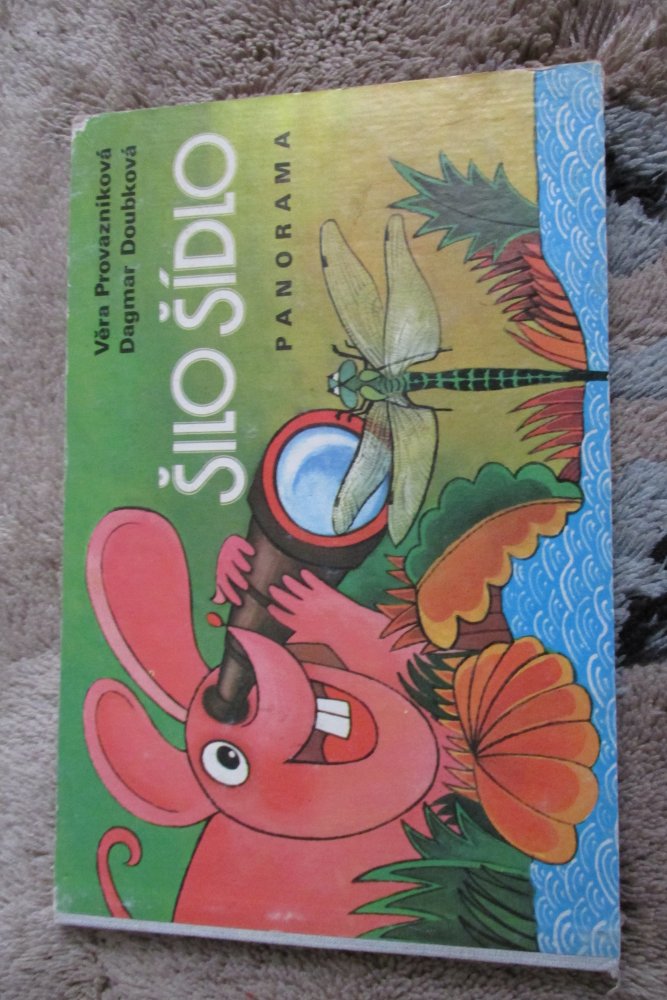 Věra Provazníková
Dagmar Doubková
ŠILO ŠÍDLO
PANORAMA